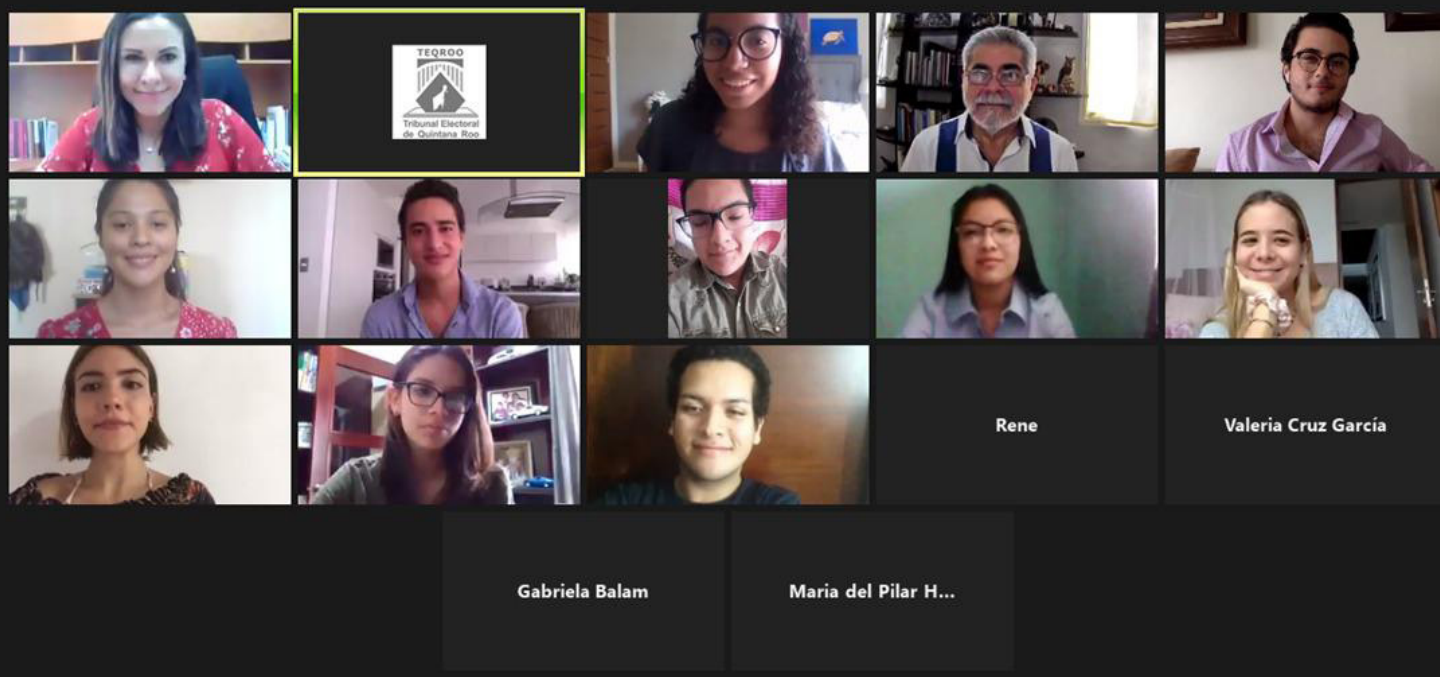 TEQROO
Tribunal Electoral
de Quintana Roo
Rene
Valeria Cruz García
Gabriela Balam
Maria del Pilar H...